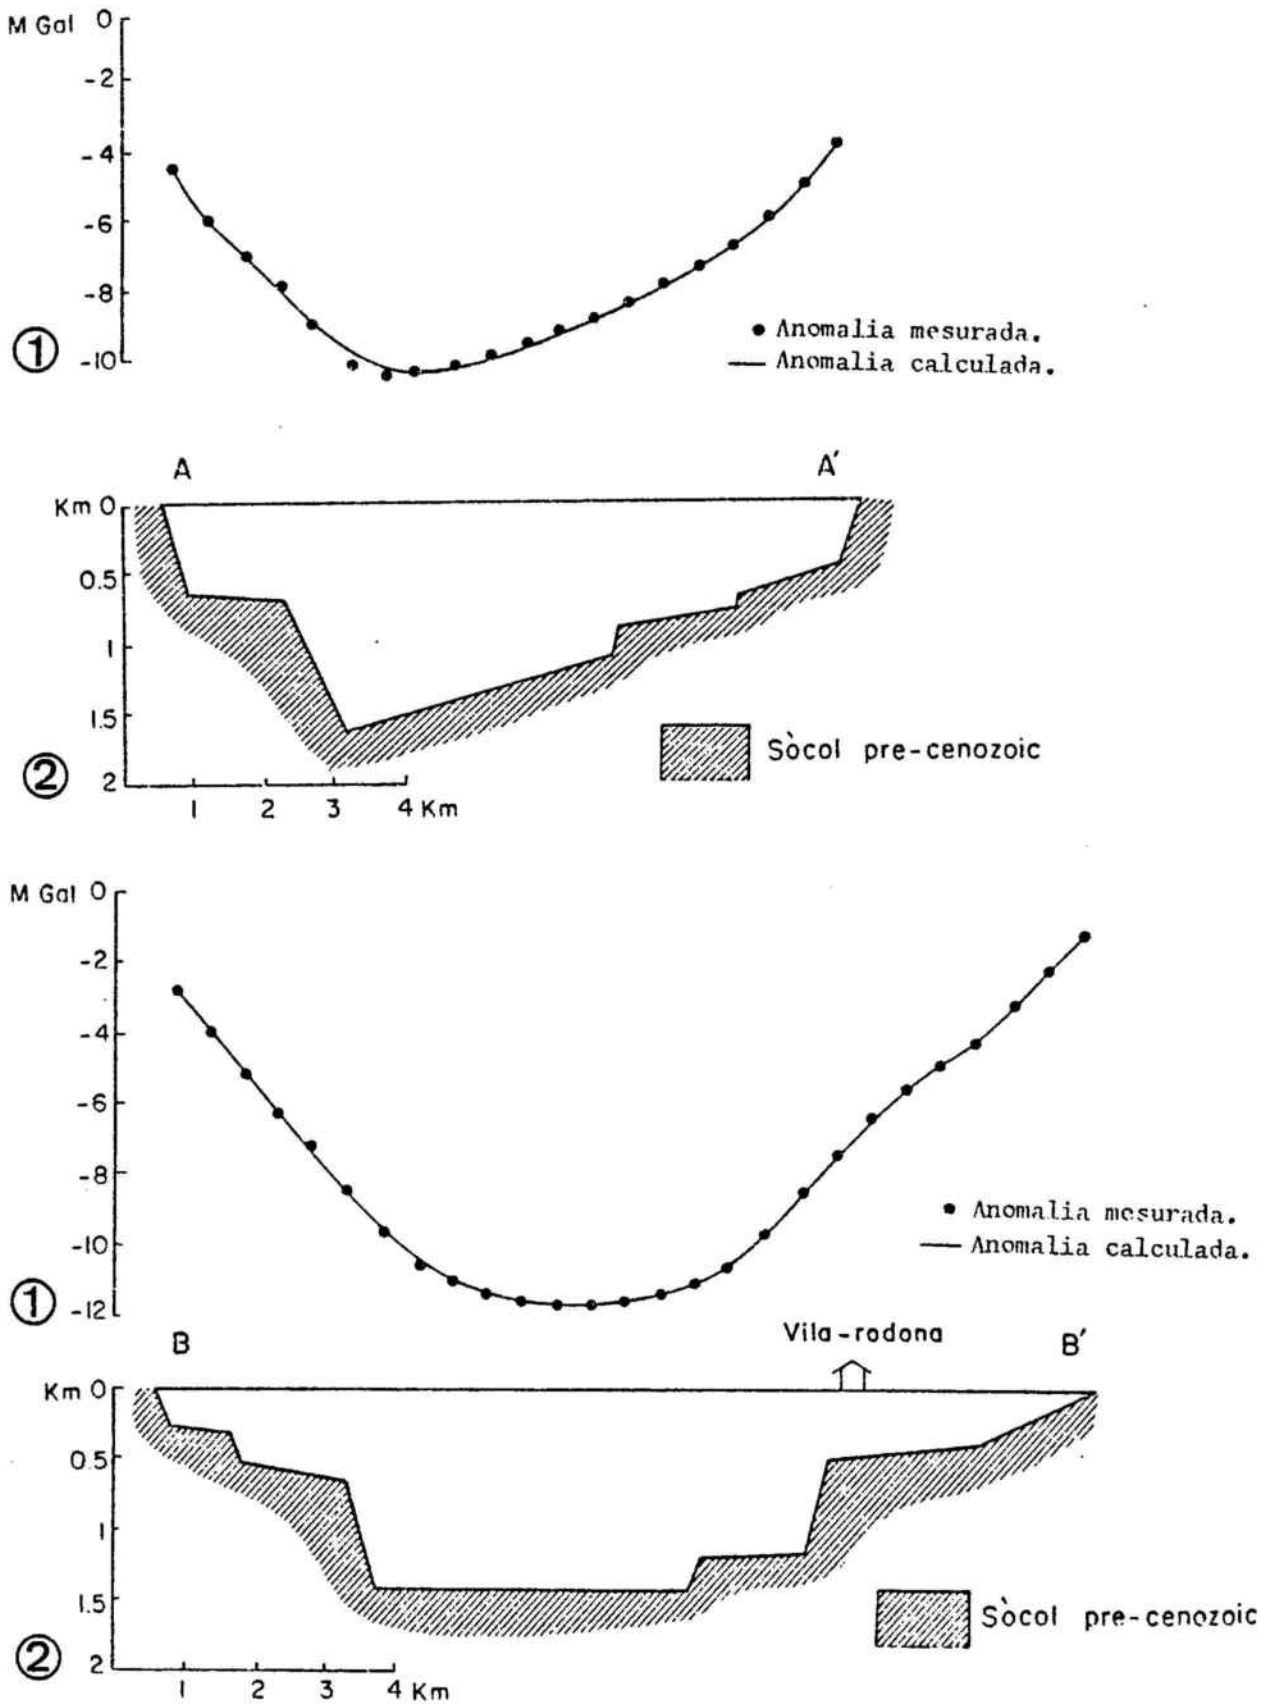 M Gal 0
-2
-4
-6
-8
-10
①
● Anomalia mesurada.
— Anomalia calculada.
A A′
Km 0
0.5
1
1.5
2
②
Sòcol pre-cenozoic
1 2 3 4 Km
M Gal 0
-2
-4
-6
-8
-10
-12
①
● Anomalia mesurada.
— Anomalia calculada.
B Vila-rodona B′
Km 0
0.5
1
1.5
2
②
Sòcol pre-cenozoic
1 2 3 4 Km